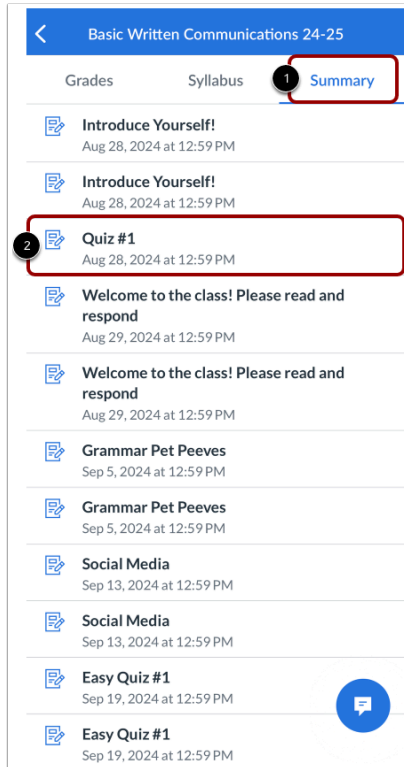 Basic Written Communications 24-25
Grades
Syllabus
1
Summary
Introduce Yourself!
Aug 28, 2024 at 12:59 PM
Introduce Yourself!
Aug 28, 2024 at 12:59 PM
2
Quiz #1
Aug 28, 2024 at 12:59 PM
Welcome to the class! Please read and
respond
Aug 29, 2024 at 12:59 PM
Welcome to the class! Please read and
respond
Aug 29, 2024 at 12:59 PM
Grammar Pet Peeves
Sep 5, 2024 at 12:59 PM
Grammar Pet Peeves
Sep 5, 2024 at 12:59 PM
Social Media
Sep 13, 2024 at 12:59 PM
Social Media
Sep 13, 2024 at 12:59 PM
Easy Quiz #1
Sep 19, 2024 at 12:59 PM
Easy Quiz #1
Sep 19, 2024 at 12:59 PM